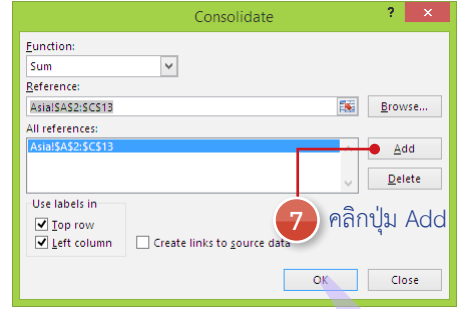 Consolidate ? ×
Function:
Sum
Reference:
Asia!$A$2:$C$13 Browse...
All references:
Asia!$A$2:$C$13 Add
Delete
Use labels in
7 คลิกปุ่ม Add
Top row
Left column Create links to source data
OK Close